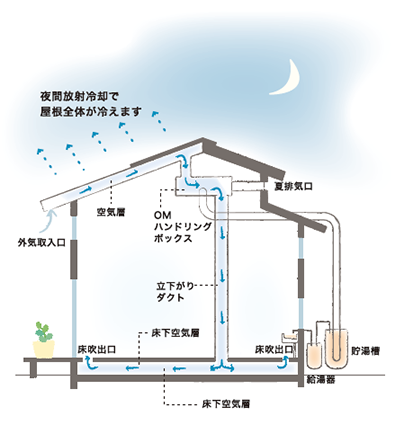 夜間放射冷却で
屋根全体が冷えます
夏排気口
空気層
OM
ハンドリング
ボックス
外気取入口
立下がり
ダクト
床下空気層
床吹出口
床吹出口
貯湯槽
給湯器
床下空気層